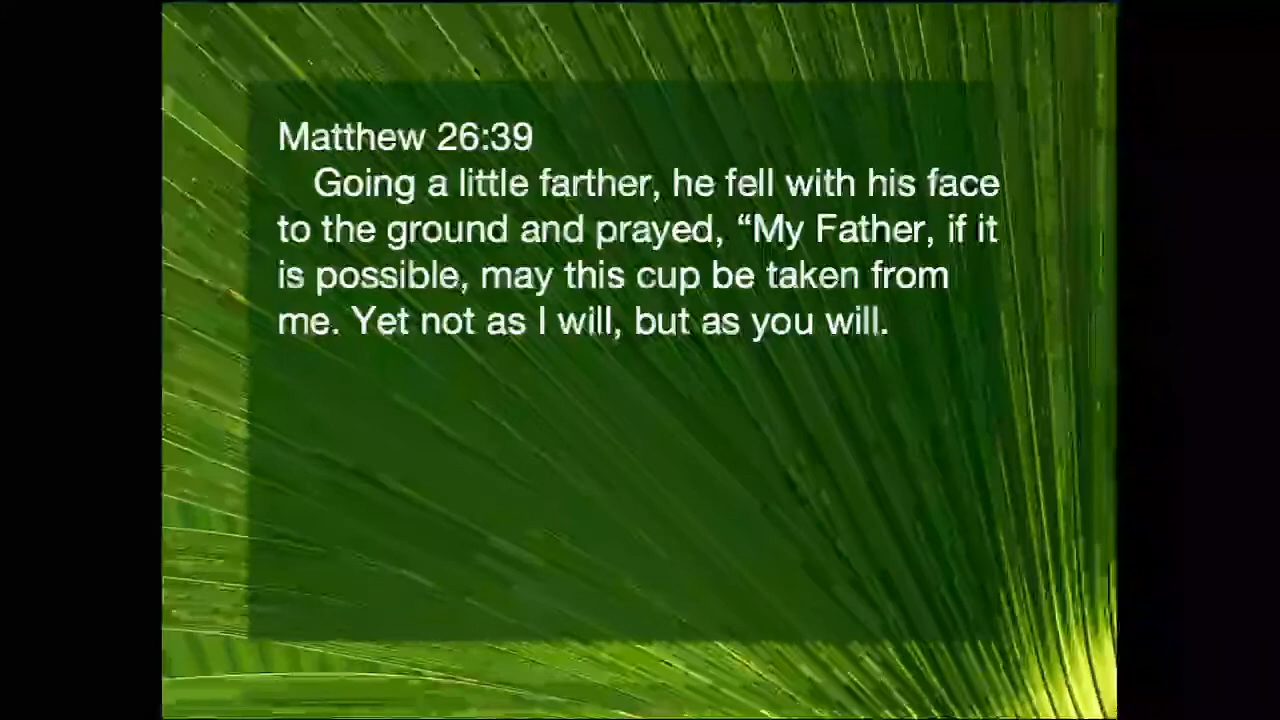 Matthew 26:39
Going a little farther, he fell with his face
to the ground and prayed, “My Father, if it
is possible, may this cup be taken from
me. Yet not as I will, but as you will.